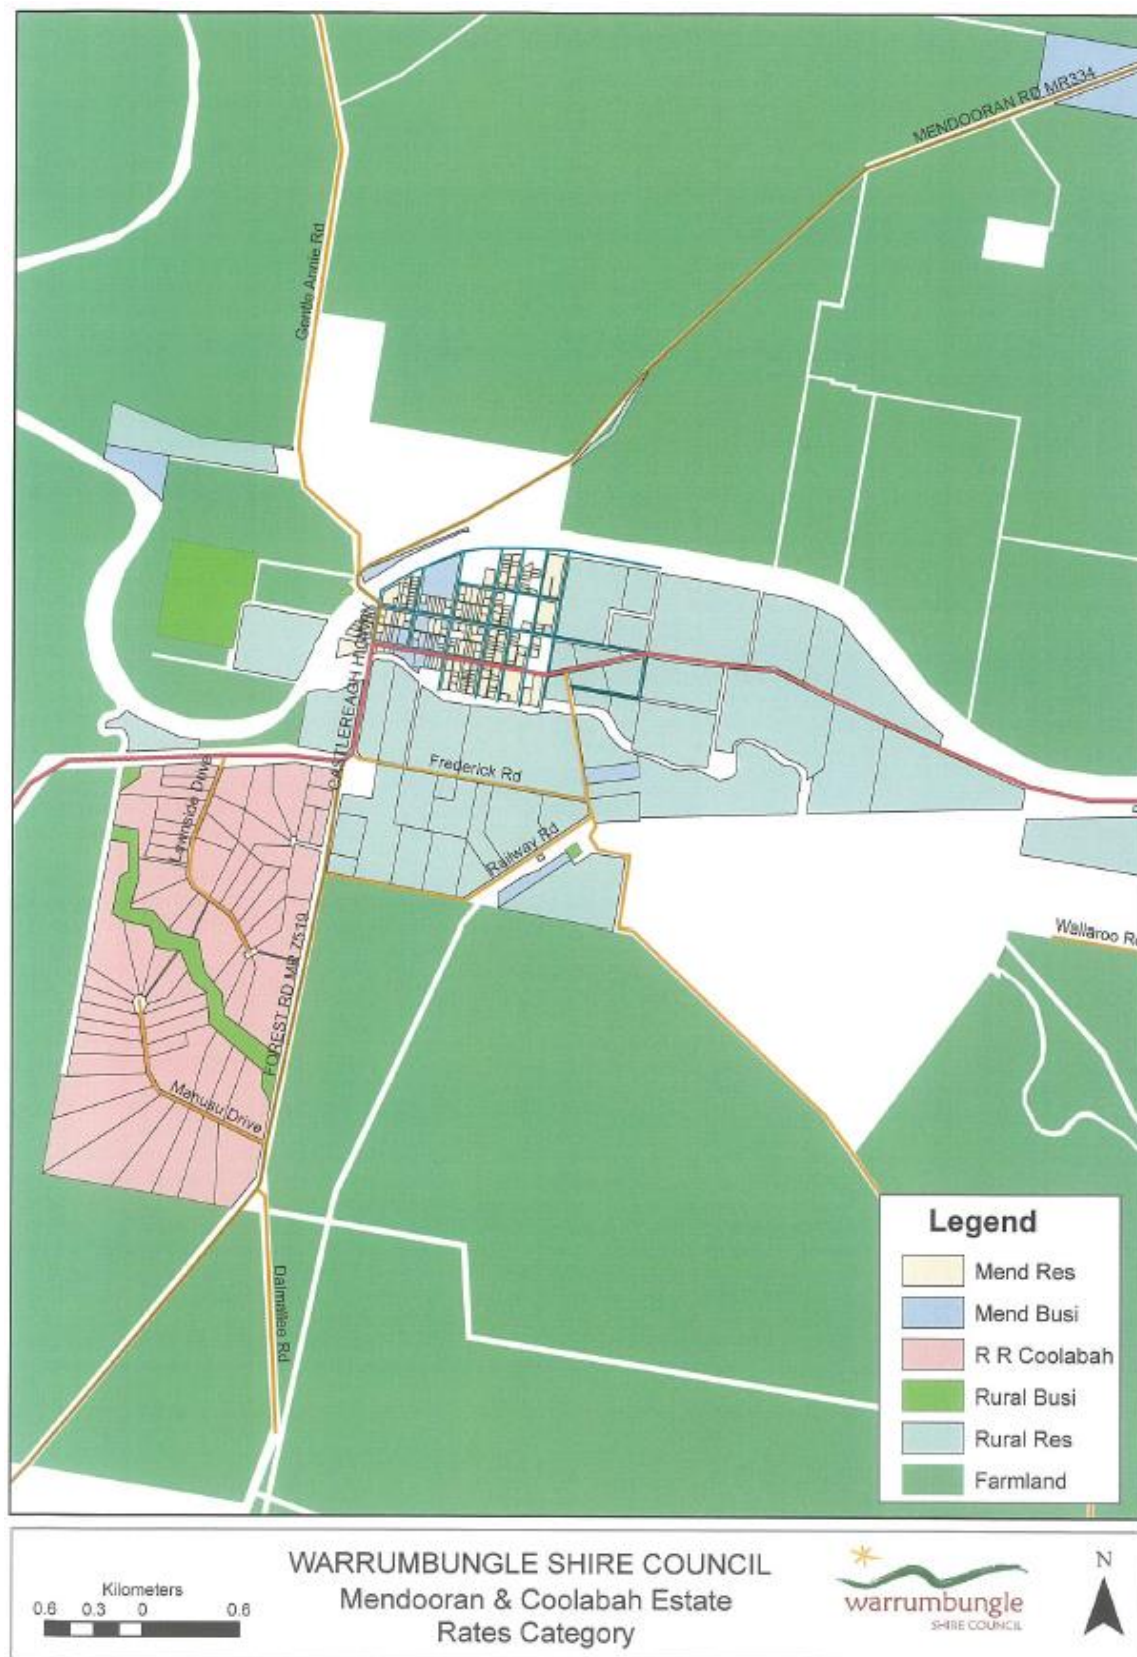 MENDOORAN RD MR334
Gentle Annie Rd
CASTLEREAGH HIGHWAY
Frederick Rd
Lawnside Drive
Railway Rd
Wallaroo Rd
FOREST RD MR 7519
Mahusu Drive
Dalmallee Rd
Legend
Mend Res
Mend Busi
R R Coolabah
Rural Busi
Rural Res
Farmland
WARRUMBUNGLE SHIRE COUNCIL
Mendooran & Coolabah Estate
Rates Category
Kilometers
0.6 0.3 0 0.6
warrumbungle
SHIRE COUNCIL
N